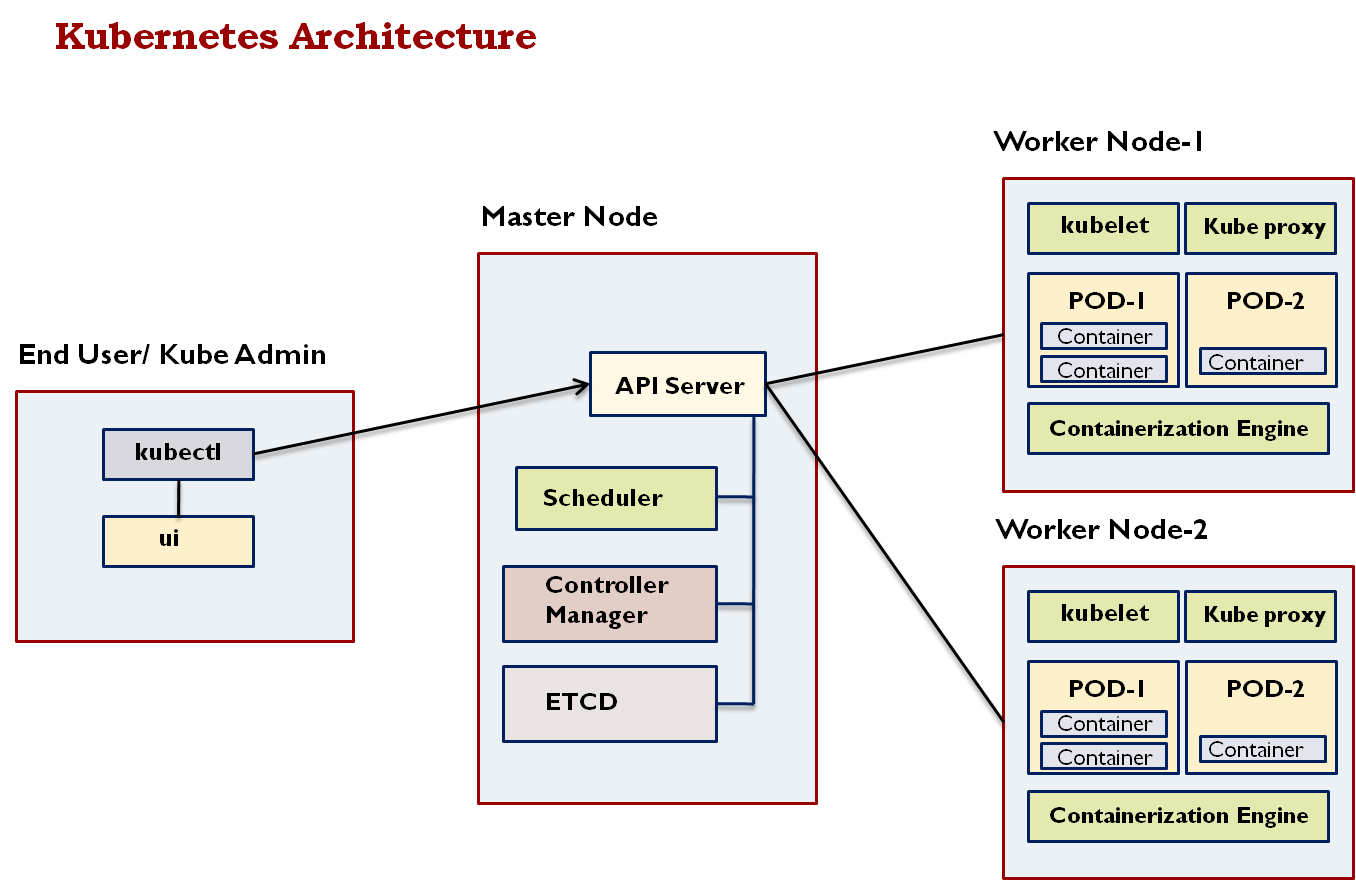 Kubernetes Architecture
End User/ Kube Admin
kubectl
ui
Master Node
API Server
Scheduler
Controller
Manager
ETCD
Worker Node-1
kubelet
Kube proxy
POD-1
Container
Container
POD-2
Container
Containerization Engine
Worker Node-2
kubelet
Kube proxy
POD-1
Container
Container
POD-2
Container
Containerization Engine